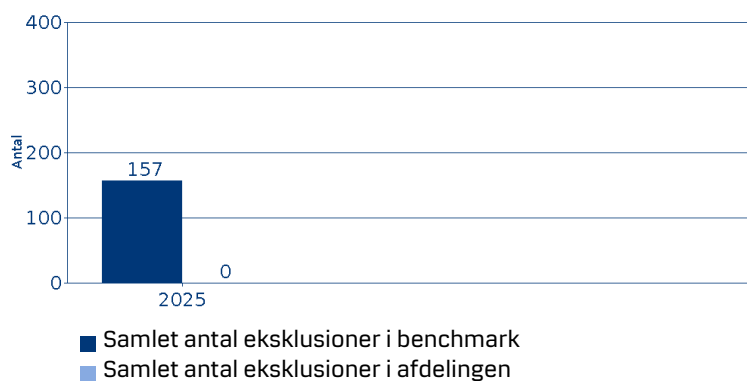 400
300
200
100
0
Antal
157
0
2025
Samlet antal eksklusioner i benchmark
Samlet antal eksklusioner i afdelingen